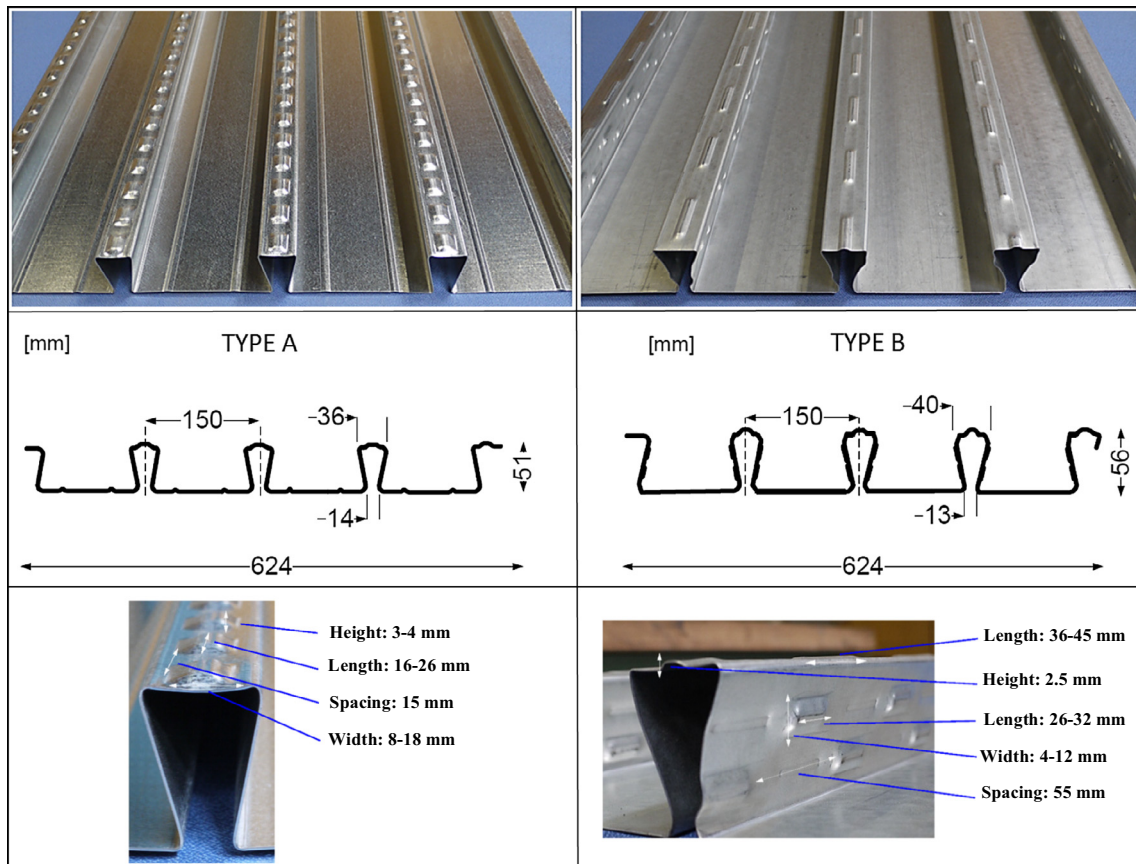 [mm]
TYPE A
150
36
51
14
624
[mm]
TYPE B
150
40
56
13
624
Height: 3-4 mm
Length: 16-26 mm
Spacing: 15 mm
Width: 8-18 mm
Length: 36-45 mm
Height: 2.5 mm
Length: 26-32 mm
Width: 4-12 mm
Spacing: 55 mm